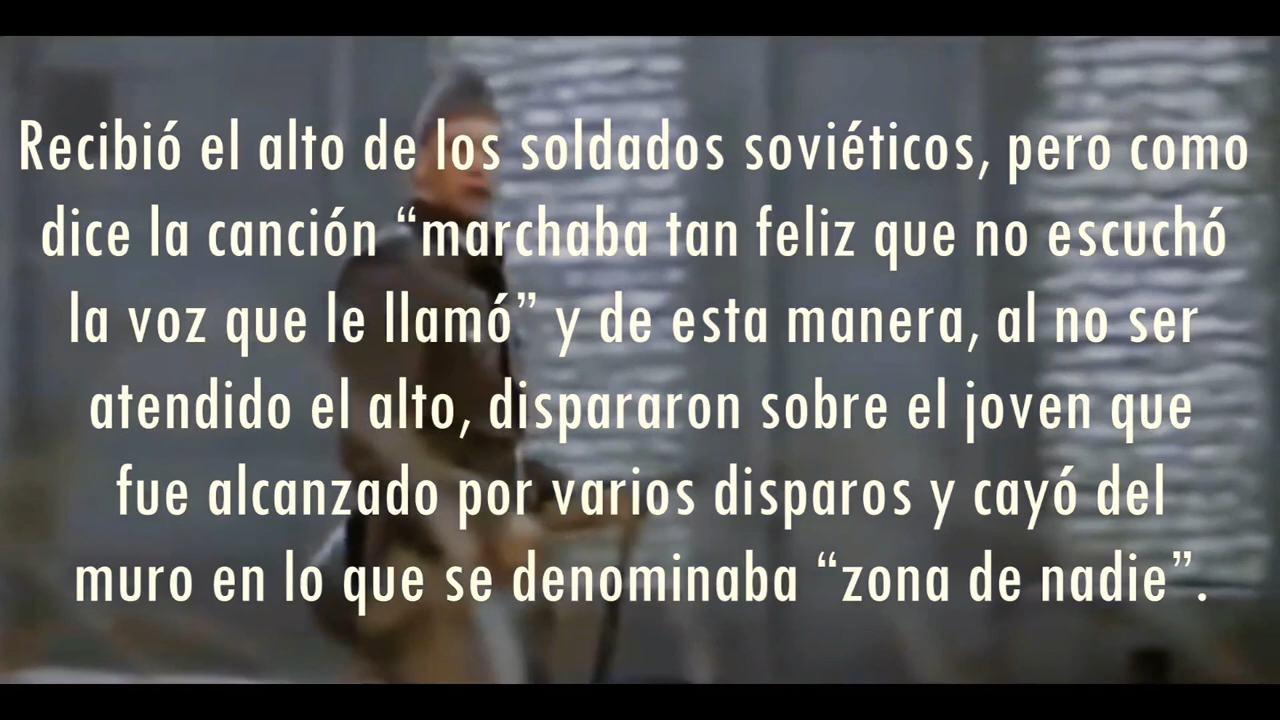 Recibió el alto de los soldados soviéticos, pero como
dice la canción “marchaba tan feliz que no escuchó
la voz que le llamó” y de esta manera, al no ser
atendido el alto, dispararon sobre el joven que
fue alcanzado por varios disparos y cayó del
muro en lo que se denominaba “zona de nadie”.